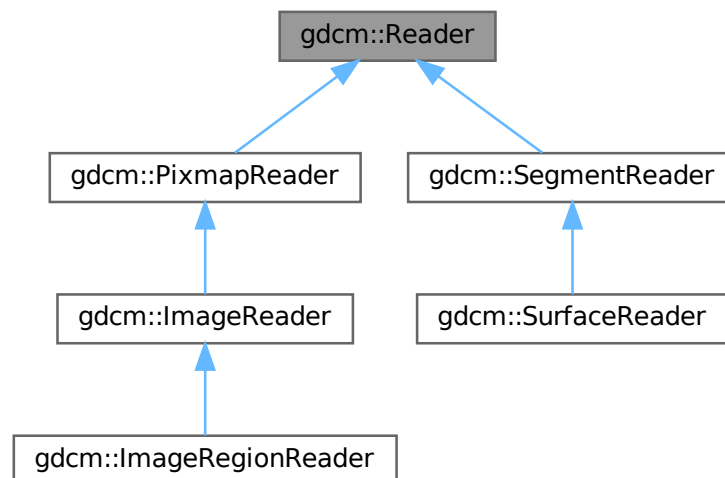 gdcm::Reader
gdcm::PixmapReader
gdcm::SegmentReader
gdcm::ImageReader
gdcm::SurfaceReader
gdcm::ImageRegionReader